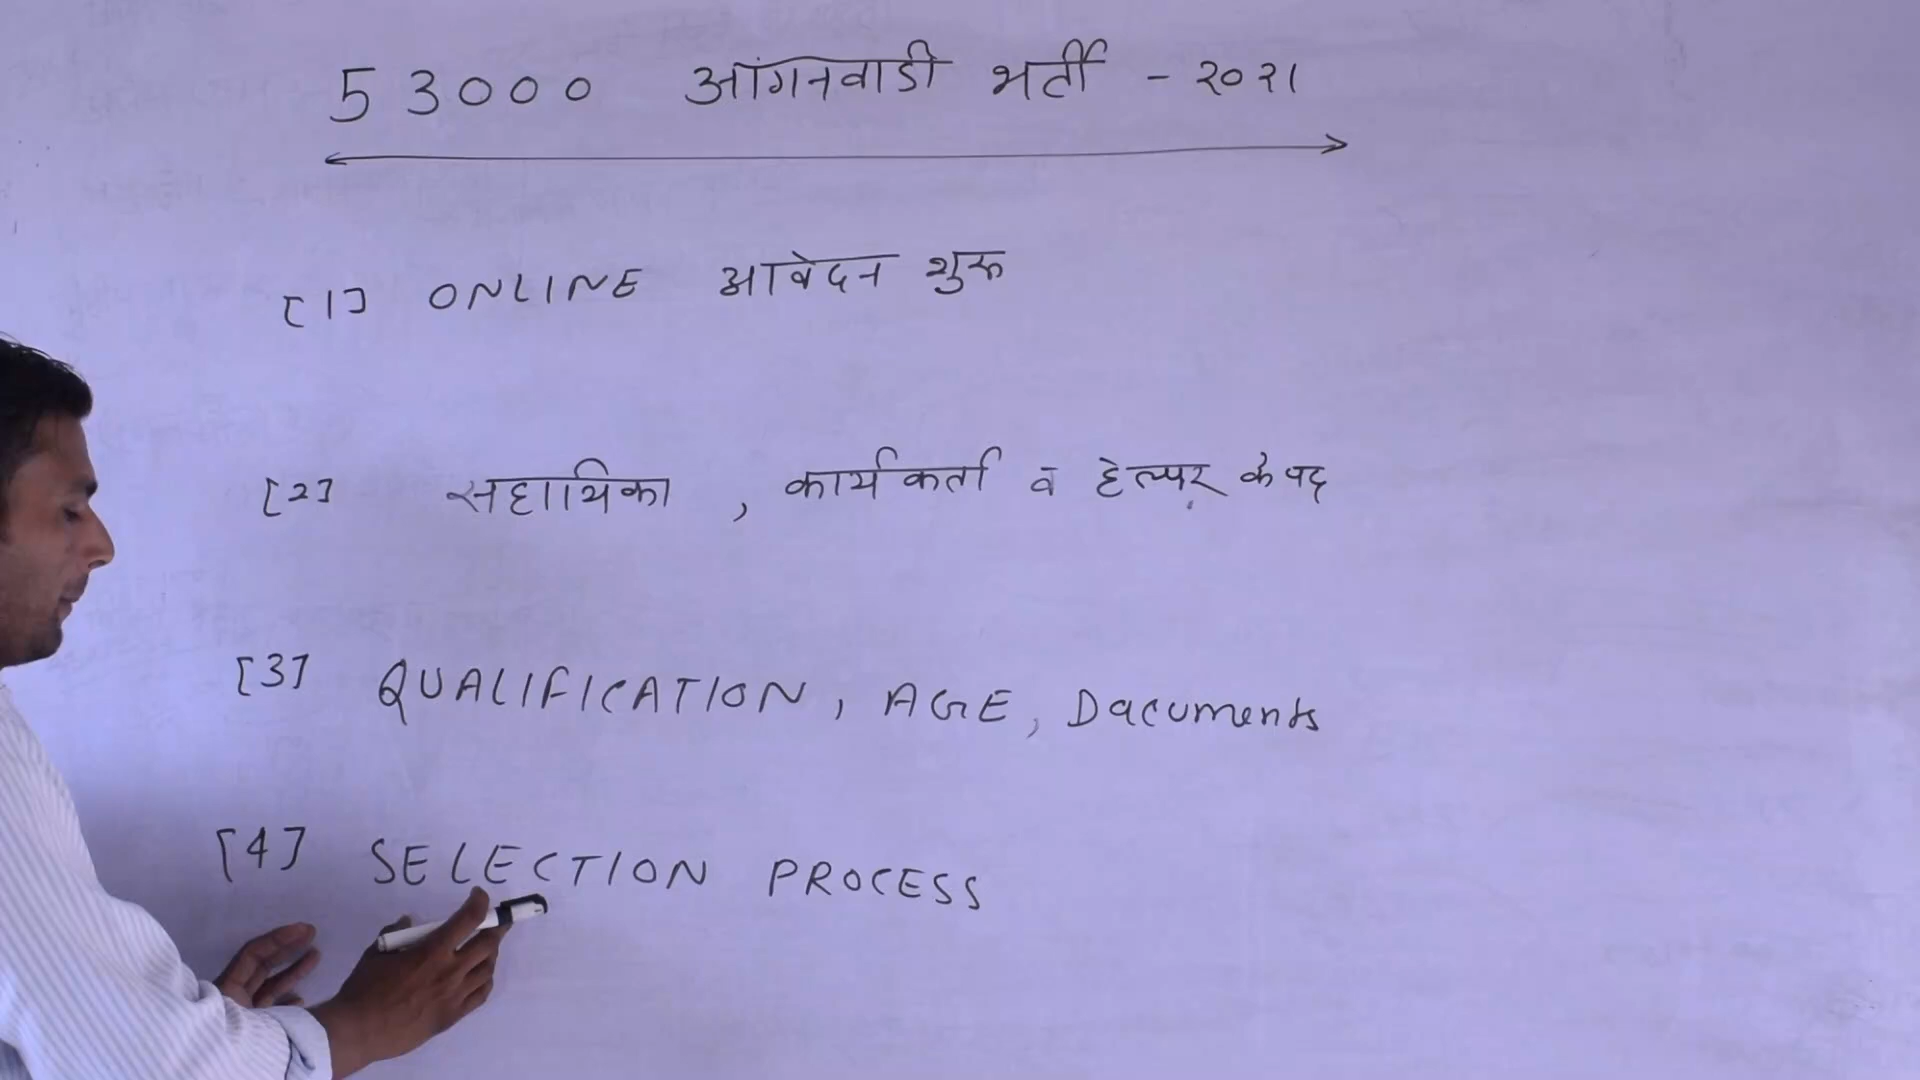 53000 आंगनवाडी भर्ती - २०२१
[1] ONLINE आवेदन शुरू
[2] सहायिका , कार्यकर्ता व हेल्पर के पद
[3] QUALIFICATION, AGE, Dacuments
[4] SELECTION PROCESS